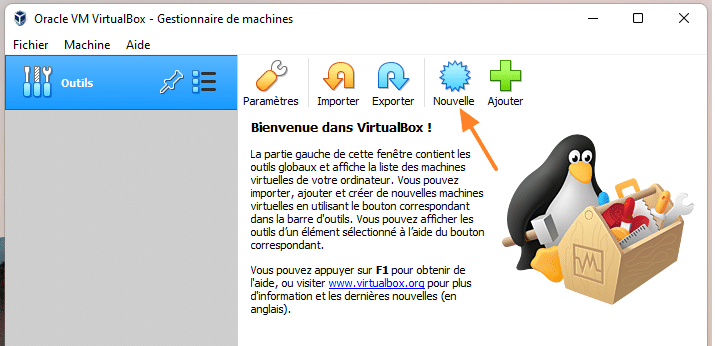 Oracle VM VirtualBox - Gestionnaire de machines
Fichier Machine Aide
Outils
Paramètres Importer Exporter Nouvelle Ajouter
Bienvenue dans VirtualBox !
La partie gauche de cette fenêtre contient les
outils globaux et affiche la liste des machines
virtuelles de votre ordinateur. Vous pouvez
importer, ajouter et créer de nouvelles machines
virtuelles en utilisant le bouton correspondant
dans la barre d'outils. Vous pouvez afficher les
outils d’un élément sélectionné à l’aide du bouton
correspondant.
Vous pouvez appuyer sur F1 pour obtenir de
l'aide, ou visiter www.virtualbox.org pour plus
d'information et les dernières nouvelles (en
anglais).